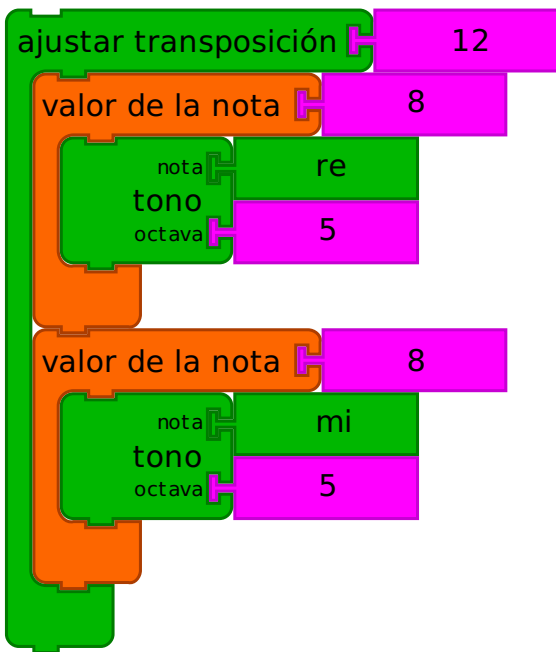 ajustar transposición 12
valor de la nota 8
nota re
tono
octava 5
valor de la nota 8
nota mi
tono
octava 5